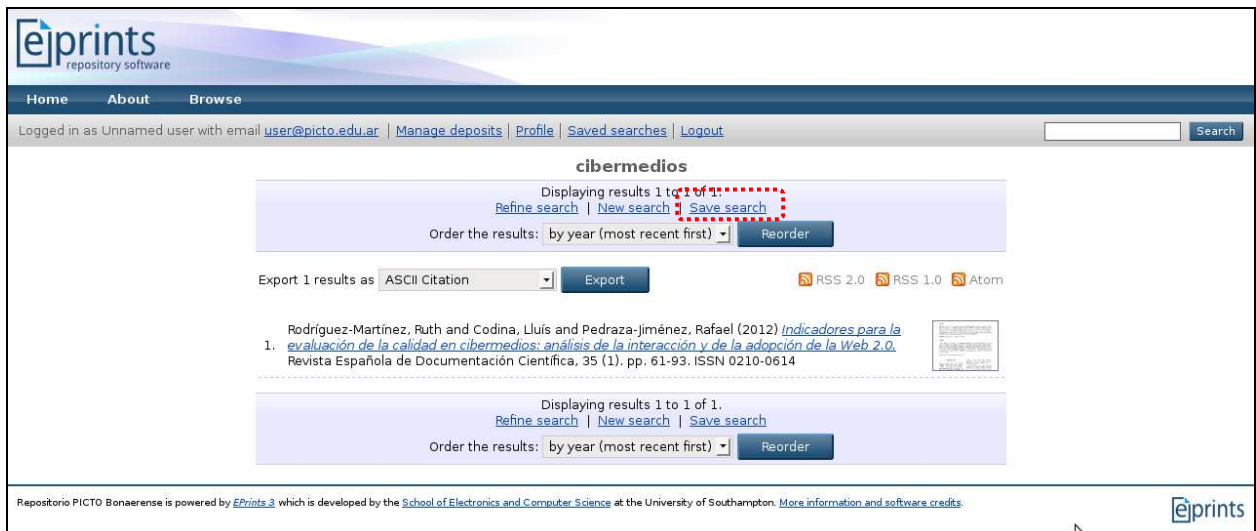 eprints
repository software
Home About Browse
Logged in as Unnamed user with email user@picto.edu.ar | Manage deposits | Profile | Saved searches | Logout Search
cibermedios
Displaying results 1 to 1 of 1.
Refine search | New search | Save search
Order the results: by year (most recent first) Reorder
Export 1 results as ASCII Citation Export RSS 2.0 RSS 1.0 Atom
Rodríguez-Martínez, Ruth and Codina, Lluís and Pedraza-Jiménez, Rafael (2012) Indicadores para la
1. evaluación de la calidad en cibermedios: análisis de la interacción y de la adopción de la Web 2.0.
Revista Española de Documentación Científica, 35 (1). pp. 61-93. ISSN 0210-0614
Displaying results 1 to 1 of 1.
Refine search | New search | Save search
Order the results: by year (most recent first) Reorder
Repositorio PICTO Bonaerense is powered by EPrints 3 which is developed by the School of Electronics and Computer Science at the University of Southampton. More information and software credits.
eprints